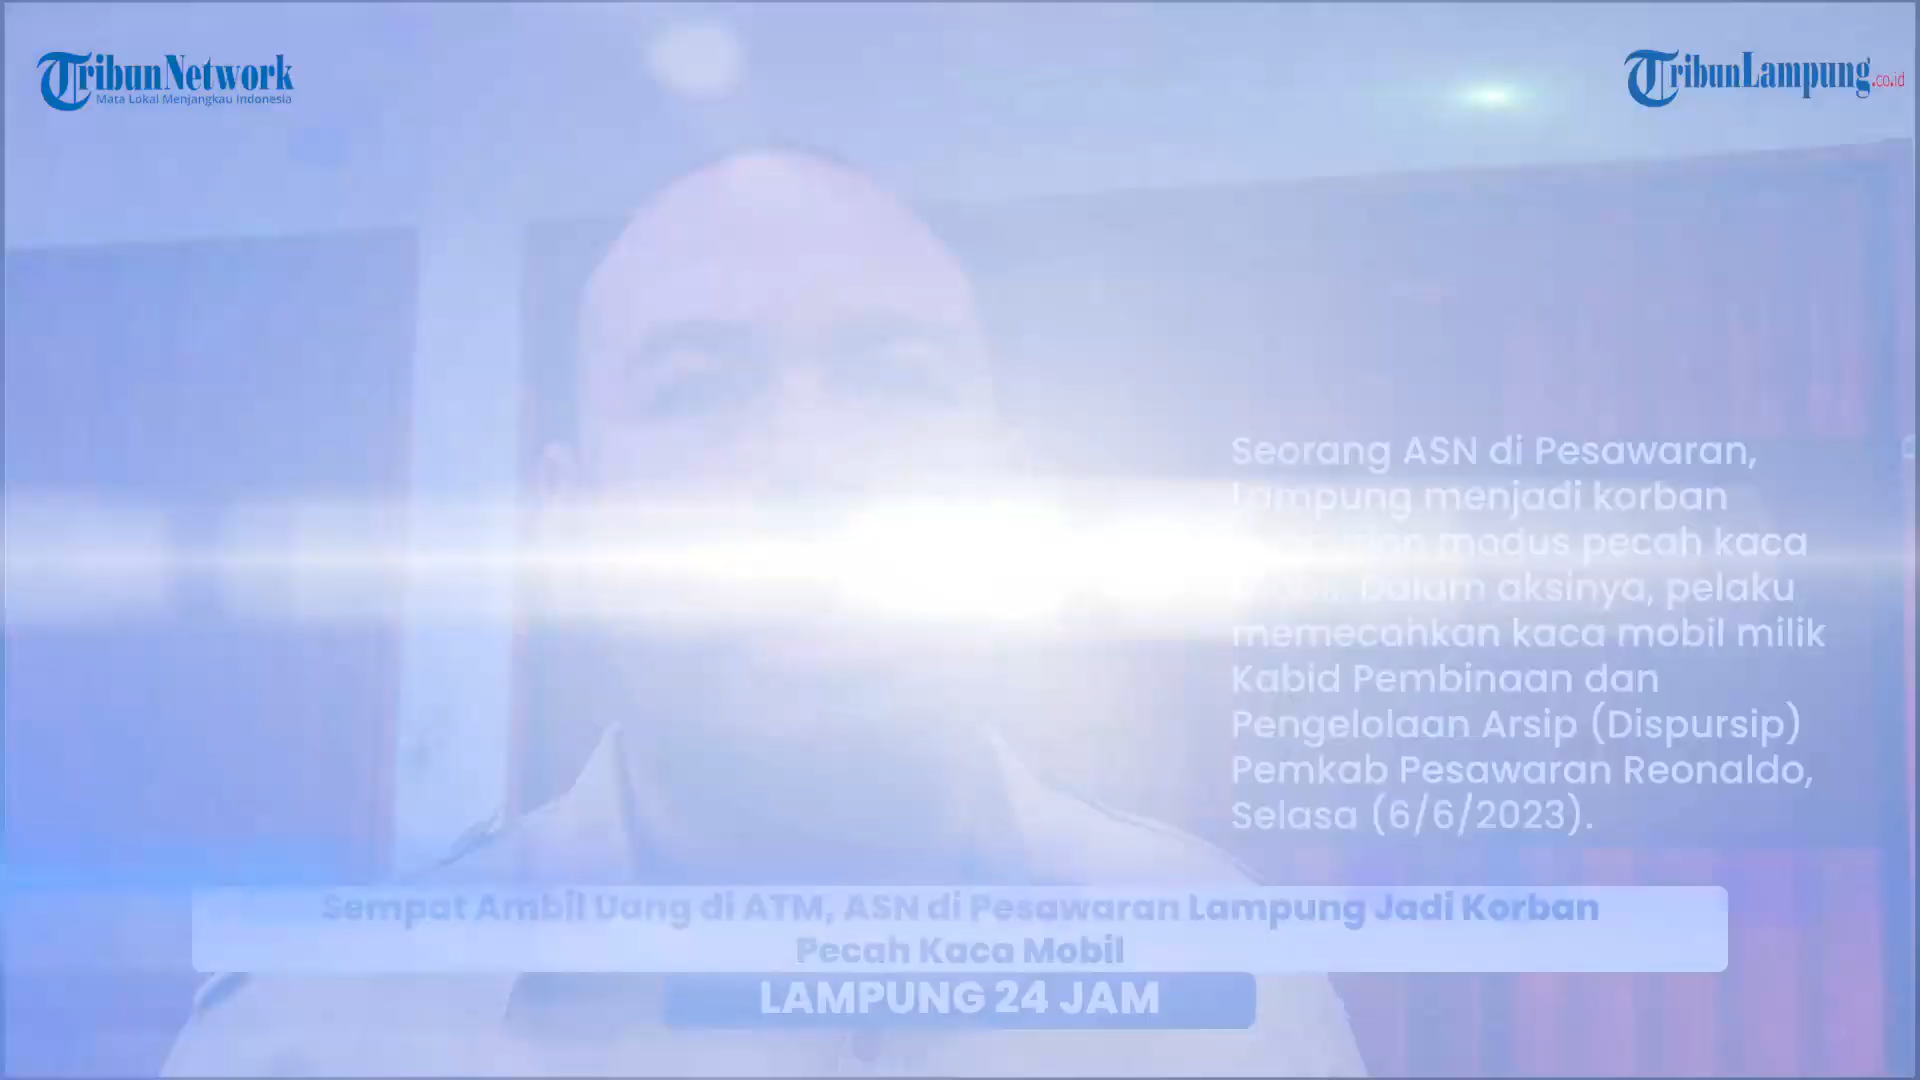 TribunNetwork
Mata Lokal Menjangkau Indonesia
TribunLampung.co.id
Seorang ASN di Pesawaran,
Lampung menjadi korban
modus pecah kaca
Dalam aksinya, pelaku
memecahkan kaca mobil milik
Kabid Pembinaan dan
Pengelolaan Arsip (Dispursip)
Pemkab Pesawaran Reonaldo,
Selasa (6/6/2023).
Sempat Ambil Uang di ATM, ASN di Pesawaran Lampung Jadi Korban
Pecah Kaca Mobil
LAMPUNG 24 JAM